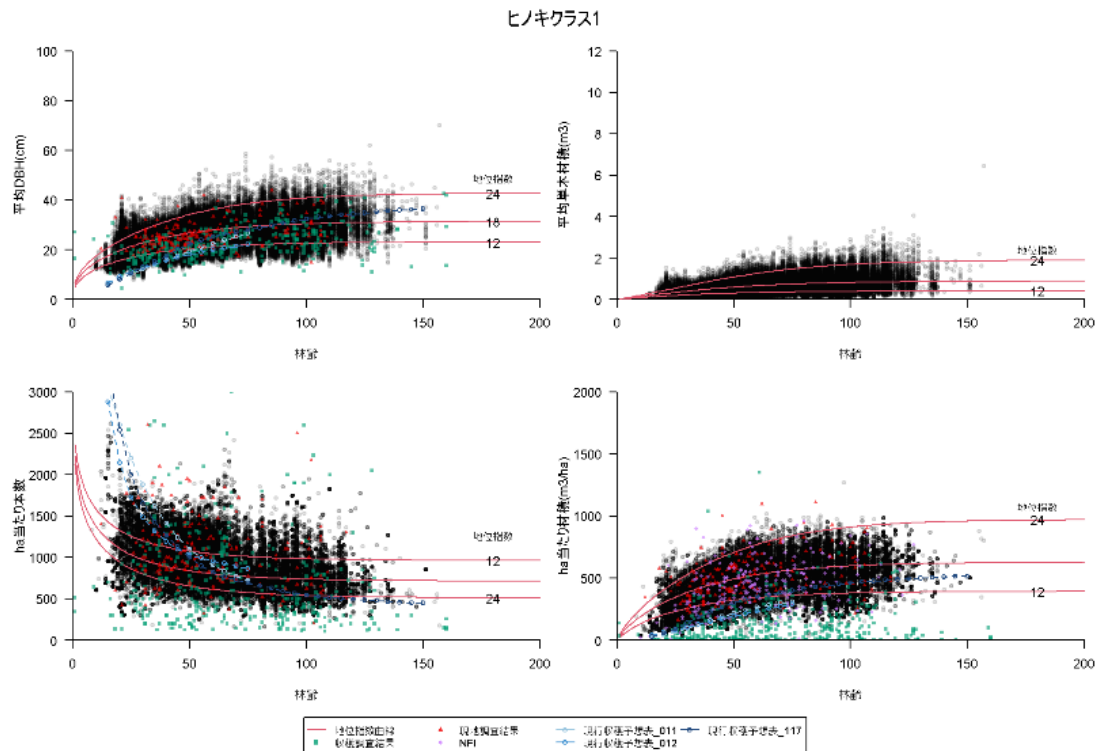 ヒノキクラス1
100
80
60
40
20
0
平均DBH(cm)
地位指数
24
18
12
0 50 100 150 200
林齢
12
10
8
6
4
2
0
平均単木材積(m3)
地位指数
24
12
0 50 100 150 200
林齢
3000
2500
2000
1500
1000
500
0
ha当たり本数
地位指数
12
24
0 50 100 150 200
林齢
2000
1500
1000
500
0
ha当たり材積(m3/ha)
地位指数
24
12
0 50 100 150 200
林齢
地位指数曲線 現地調査結果 現行収穫予想表_011 現行収穫予想表_117
収穫調査結果 NFI 現行収穫予想表_012